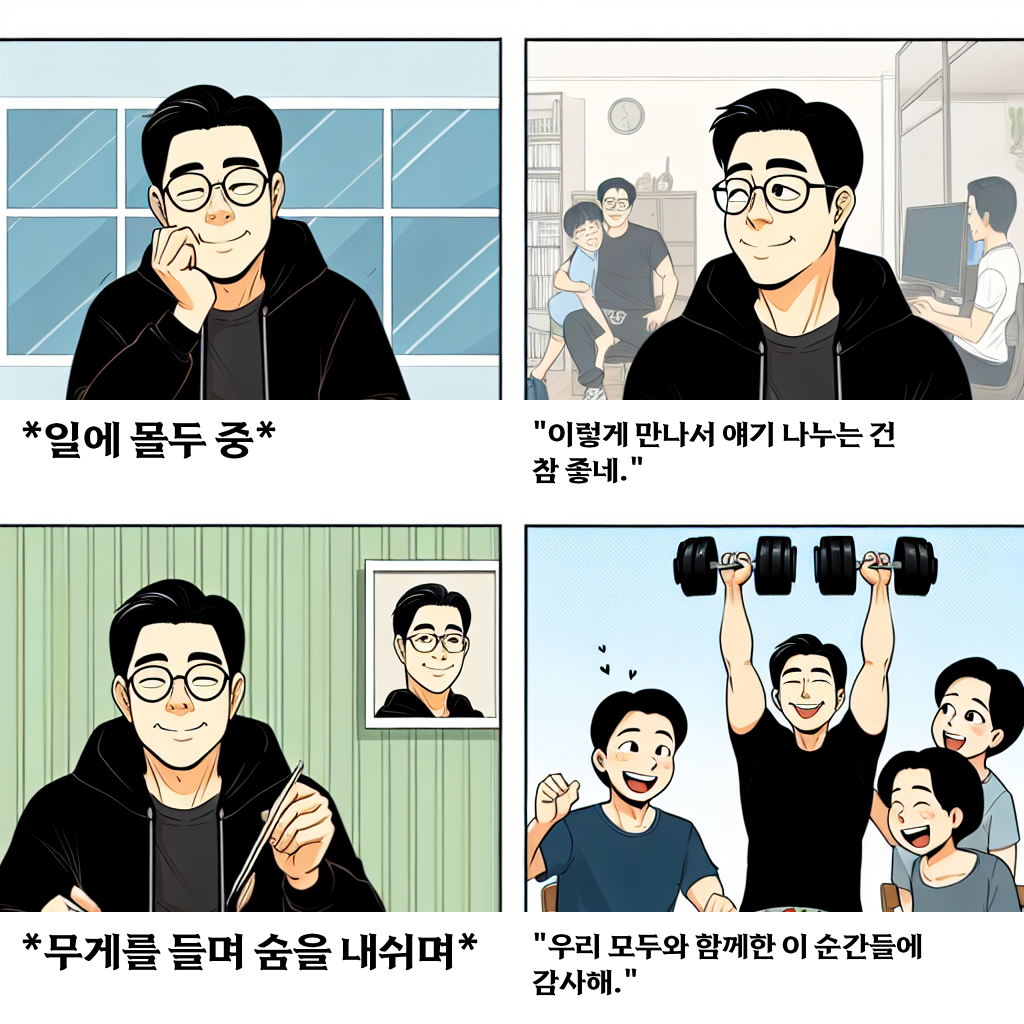 *일에 몰두 중*
"이렇게 만나서 얘기 나누는 건
참 좋네."
*무게를 들며 숨을 내쉬며*
"우리 모두와 함께한 이 순간들에
감사해."